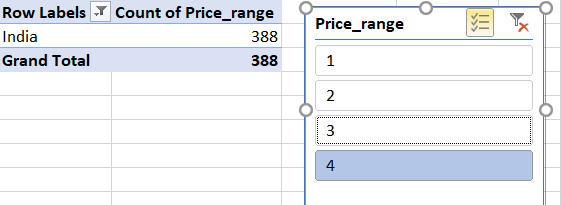 Row Labels Count of Price_range
India 388
Grand Total 388
Price_range
1
2
3
4